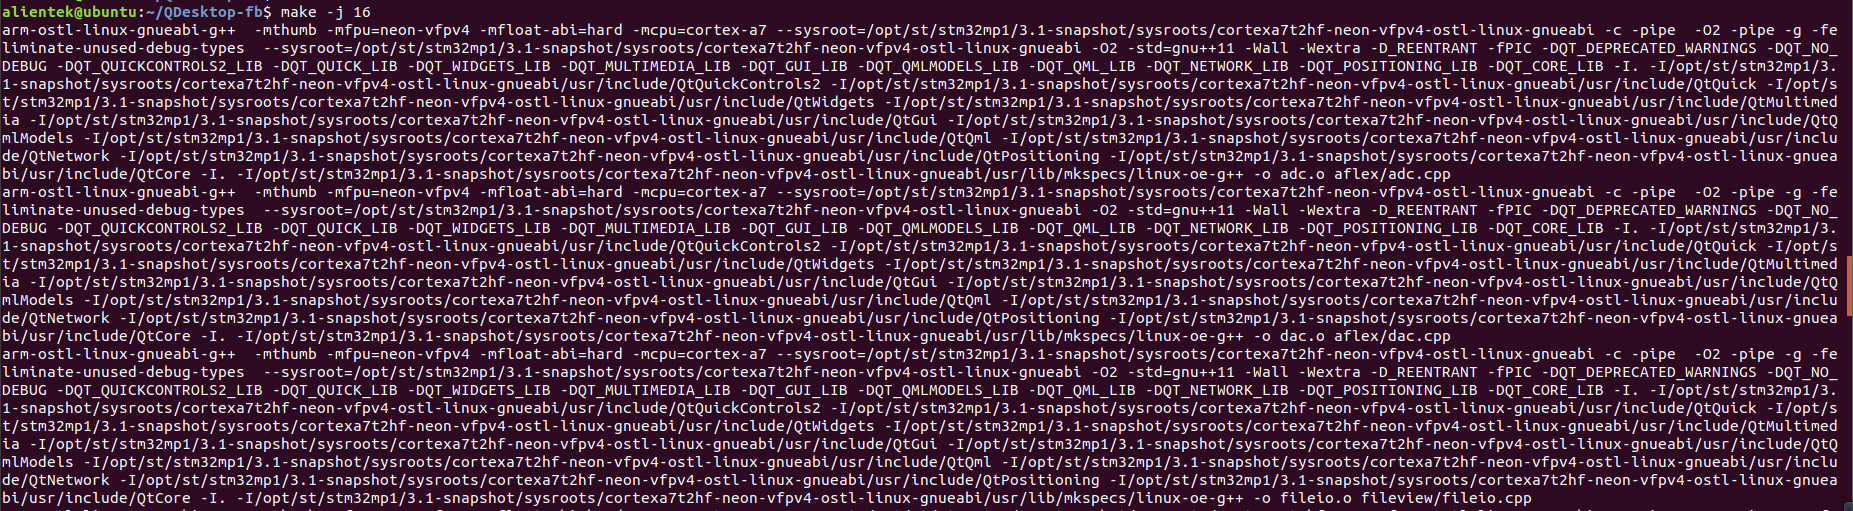 alientek@ubuntu:~/QDesktop-fb$ make -j 16
arm-ostl-linux-gnueabi-g++  -mthumb -mfpu=neon-vfpv4 -mfloat-abi=hard -mcpu=cortex-a7 --sysroot=/opt/st/stm32mp1/3.1-snapshot/sysroots/cortexa7t2hf-neon-vfpv4-ostl-linux-gnueabi -c -pipe  -O2 -pipe -g -fe
liminate-unused-debug-types  --sysroot=/opt/st/stm32mp1/3.1-snapshot/sysroots/cortexa7t2hf-neon-vfpv4-ostl-linux-gnueabi -O2 -std=gnu++11 -Wall -Wextra -D_REENTRANT -fPIC -DQT_DEPRECATED_WARNINGS -DQT_NO_
DEBUG -DQT_QUICKCONTROLS2_LIB -DQT_QUICK_LIB -DQT_WIDGETS_LIB -DQT_MULTIMEDIA_LIB -DQT_GUI_LIB -DQT_QMLMODELS_LIB -DQT_QML_LIB -DQT_NETWORK_LIB -DQT_POSITIONING_LIB -DQT_CORE_LIB -I. -I/opt/st/stm32mp1/3.
1-snapshot/sysroots/cortexa7t2hf-neon-vfpv4-ostl-linux-gnueabi/usr/include/QtQuickControls2 -I/opt/st/stm32mp1/3.1-snapshot/sysroots/cortexa7t2hf-neon-vfpv4-ostl-linux-gnueabi/usr/include/QtQuick -I/opt/s
t/stm32mp1/3.1-snapshot/sysroots/cortexa7t2hf-neon-vfpv4-ostl-linux-gnueabi/usr/include/QtWidgets -I/opt/st/stm32mp1/3.1-snapshot/sysroots/cortexa7t2hf-neon-vfpv4-ostl-linux-gnueabi/usr/include/QtMultimed
ia -I/opt/st/stm32mp1/3.1-snapshot/sysroots/cortexa7t2hf-neon-vfpv4-ostl-linux-gnueabi/usr/include/QtGui -I/opt/st/stm32mp1/3.1-snapshot/sysroots/cortexa7t2hf-neon-vfpv4-ostl-linux-gnueabi/usr/include/QtQ
mlModels -I/opt/st/stm32mp1/3.1-snapshot/sysroots/cortexa7t2hf-neon-vfpv4-ostl-linux-gnueabi/usr/include/QtQml -I/opt/st/stm32mp1/3.1-snapshot/sysroots/cortexa7t2hf-neon-vfpv4-ostl-linux-gnueabi/usr/inclu
de/QtNetwork -I/opt/st/stm32mp1/3.1-snapshot/sysroots/cortexa7t2hf-neon-vfpv4-ostl-linux-gnueabi/usr/include/QtPositioning -I/opt/st/stm32mp1/3.1-snapshot/sysroots/cortexa7t2hf-neon-vfpv4-ostl-linux-gnuea
bi/usr/include/QtCore -I. -I/opt/st/stm32mp1/3.1-snapshot/sysroots/cortexa7t2hf-neon-vfpv4-ostl-linux-gnueabi/usr/lib/mkspecs/linux-oe-g++ -o adc.o aflex/adc.cpp
arm-ostl-linux-gnueabi-g++  -mthumb -mfpu=neon-vfpv4 -mfloat-abi=hard -mcpu=cortex-a7 --sysroot=/opt/st/stm32mp1/3.1-snapshot/sysroots/cortexa7t2hf-neon-vfpv4-ostl-linux-gnueabi -c -pipe  -O2 -pipe -g -fe
liminate-unused-debug-types  --sysroot=/opt/st/stm32mp1/3.1-snapshot/sysroots/cortexa7t2hf-neon-vfpv4-ostl-linux-gnueabi -O2 -std=gnu++11 -Wall -Wextra -D_REENTRANT -fPIC -DQT_DEPRECATED_WARNINGS -DQT_NO_
DEBUG -DQT_QUICKCONTROLS2_LIB -DQT_QUICK_LIB -DQT_WIDGETS_LIB -DQT_MULTIMEDIA_LIB -DQT_GUI_LIB -DQT_QMLMODELS_LIB -DQT_QML_LIB -DQT_NETWORK_LIB -DQT_POSITIONING_LIB -DQT_CORE_LIB -I. -I/opt/st/stm32mp1/3.
1-snapshot/sysroots/cortexa7t2hf-neon-vfpv4-ostl-linux-gnueabi/usr/include/QtQuickControls2 -I/opt/st/stm32mp1/3.1-snapshot/sysroots/cortexa7t2hf-neon-vfpv4-ostl-linux-gnueabi/usr/include/QtQuick -I/opt/s
t/stm32mp1/3.1-snapshot/sysroots/cortexa7t2hf-neon-vfpv4-ostl-linux-gnueabi/usr/include/QtWidgets -I/opt/st/stm32mp1/3.1-snapshot/sysroots/cortexa7t2hf-neon-vfpv4-ostl-linux-gnueabi/usr/include/QtMultimed
ia -I/opt/st/stm32mp1/3.1-snapshot/sysroots/cortexa7t2hf-neon-vfpv4-ostl-linux-gnueabi/usr/include/QtGui -I/opt/st/stm32mp1/3.1-snapshot/sysroots/cortexa7t2hf-neon-vfpv4-ostl-linux-gnueabi/usr/include/QtQ
mlModels -I/opt/st/stm32mp1/3.1-snapshot/sysroots/cortexa7t2hf-neon-vfpv4-ostl-linux-gnueabi/usr/include/QtQml -I/opt/st/stm32mp1/3.1-snapshot/sysroots/cortexa7t2hf-neon-vfpv4-ostl-linux-gnueabi/usr/inclu
de/QtNetwork -I/opt/st/stm32mp1/3.1-snapshot/sysroots/cortexa7t2hf-neon-vfpv4-ostl-linux-gnueabi/usr/include/QtPositioning -I/opt/st/stm32mp1/3.1-snapshot/sysroots/cortexa7t2hf-neon-vfpv4-ostl-linux-gnuea
bi/usr/include/QtCore -I. -I/opt/st/stm32mp1/3.1-snapshot/sysroots/cortexa7t2hf-neon-vfpv4-ostl-linux-gnueabi/usr/lib/mkspecs/linux-oe-g++ -o dac.o aflex/dac.cpp
arm-ostl-linux-gnueabi-g++  -mthumb -mfpu=neon-vfpv4 -mfloat-abi=hard -mcpu=cortex-a7 --sysroot=/opt/st/stm32mp1/3.1-snapshot/sysroots/cortexa7t2hf-neon-vfpv4-ostl-linux-gnueabi -c -pipe  -O2 -pipe -g -fe
liminate-unused-debug-types  --sysroot=/opt/st/stm32mp1/3.1-snapshot/sysroots/cortexa7t2hf-neon-vfpv4-ostl-linux-gnueabi -O2 -std=gnu++11 -Wall -Wextra -D_REENTRANT -fPIC -DQT_DEPRECATED_WARNINGS -DQT_NO_
DEBUG -DQT_QUICKCONTROLS2_LIB -DQT_QUICK_LIB -DQT_WIDGETS_LIB -DQT_MULTIMEDIA_LIB -DQT_GUI_LIB -DQT_QMLMODELS_LIB -DQT_QML_LIB -DQT_NETWORK_LIB -DQT_POSITIONING_LIB -DQT_CORE_LIB -I. -I/opt/st/stm32mp1/3.
1-snapshot/sysroots/cortexa7t2hf-neon-vfpv4-ostl-linux-gnueabi/usr/include/QtQuickControls2 -I/opt/st/stm32mp1/3.1-snapshot/sysroots/cortexa7t2hf-neon-vfpv4-ostl-linux-gnueabi/usr/include/QtQuick -I/opt/s
t/stm32mp1/3.1-snapshot/sysroots/cortexa7t2hf-neon-vfpv4-ostl-linux-gnueabi/usr/include/QtWidgets -I/opt/st/stm32mp1/3.1-snapshot/sysroots/cortexa7t2hf-neon-vfpv4-ostl-linux-gnueabi/usr/include/QtMultimed
ia -I/opt/st/stm32mp1/3.1-snapshot/sysroots/cortexa7t2hf-neon-vfpv4-ostl-linux-gnueabi/usr/include/QtGui -I/opt/st/stm32mp1/3.1-snapshot/sysroots/cortexa7t2hf-neon-vfpv4-ostl-linux-gnueabi/usr/include/QtQ
mlModels -I/opt/st/stm32mp1/3.1-snapshot/sysroots/cortexa7t2hf-neon-vfpv4-ostl-linux-gnueabi/usr/include/QtQml -I/opt/st/stm32mp1/3.1-snapshot/sysroots/cortexa7t2hf-neon-vfpv4-ostl-linux-gnueabi/usr/inclu
de/QtNetwork -I/opt/st/stm32mp1/3.1-snapshot/sysroots/cortexa7t2hf-neon-vfpv4-ostl-linux-gnueabi/usr/include/QtPositioning -I/opt/st/stm32mp1/3.1-snapshot/sysroots/cortexa7t2hf-neon-vfpv4-ostl-linux-gnuea
bi/usr/include/QtCore -I. -I/opt/st/stm32mp1/3.1-snapshot/sysroots/cortexa7t2hf-neon-vfpv4-ostl-linux-gnueabi/usr/lib/mkspecs/linux-oe-g++ -o fileio.o fileview/fileio.cpp